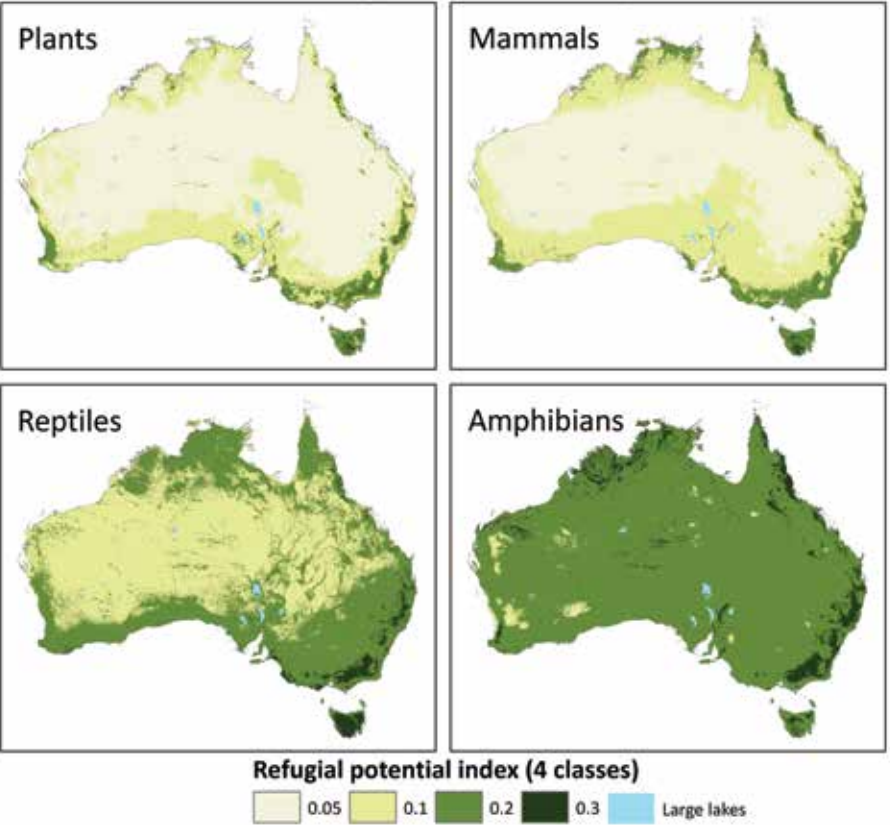 Plants
Mammals
Reptiles
Amphibians
Refugial potential index (4 classes)
0.05 0.1 0.2 0.3 Large lakes